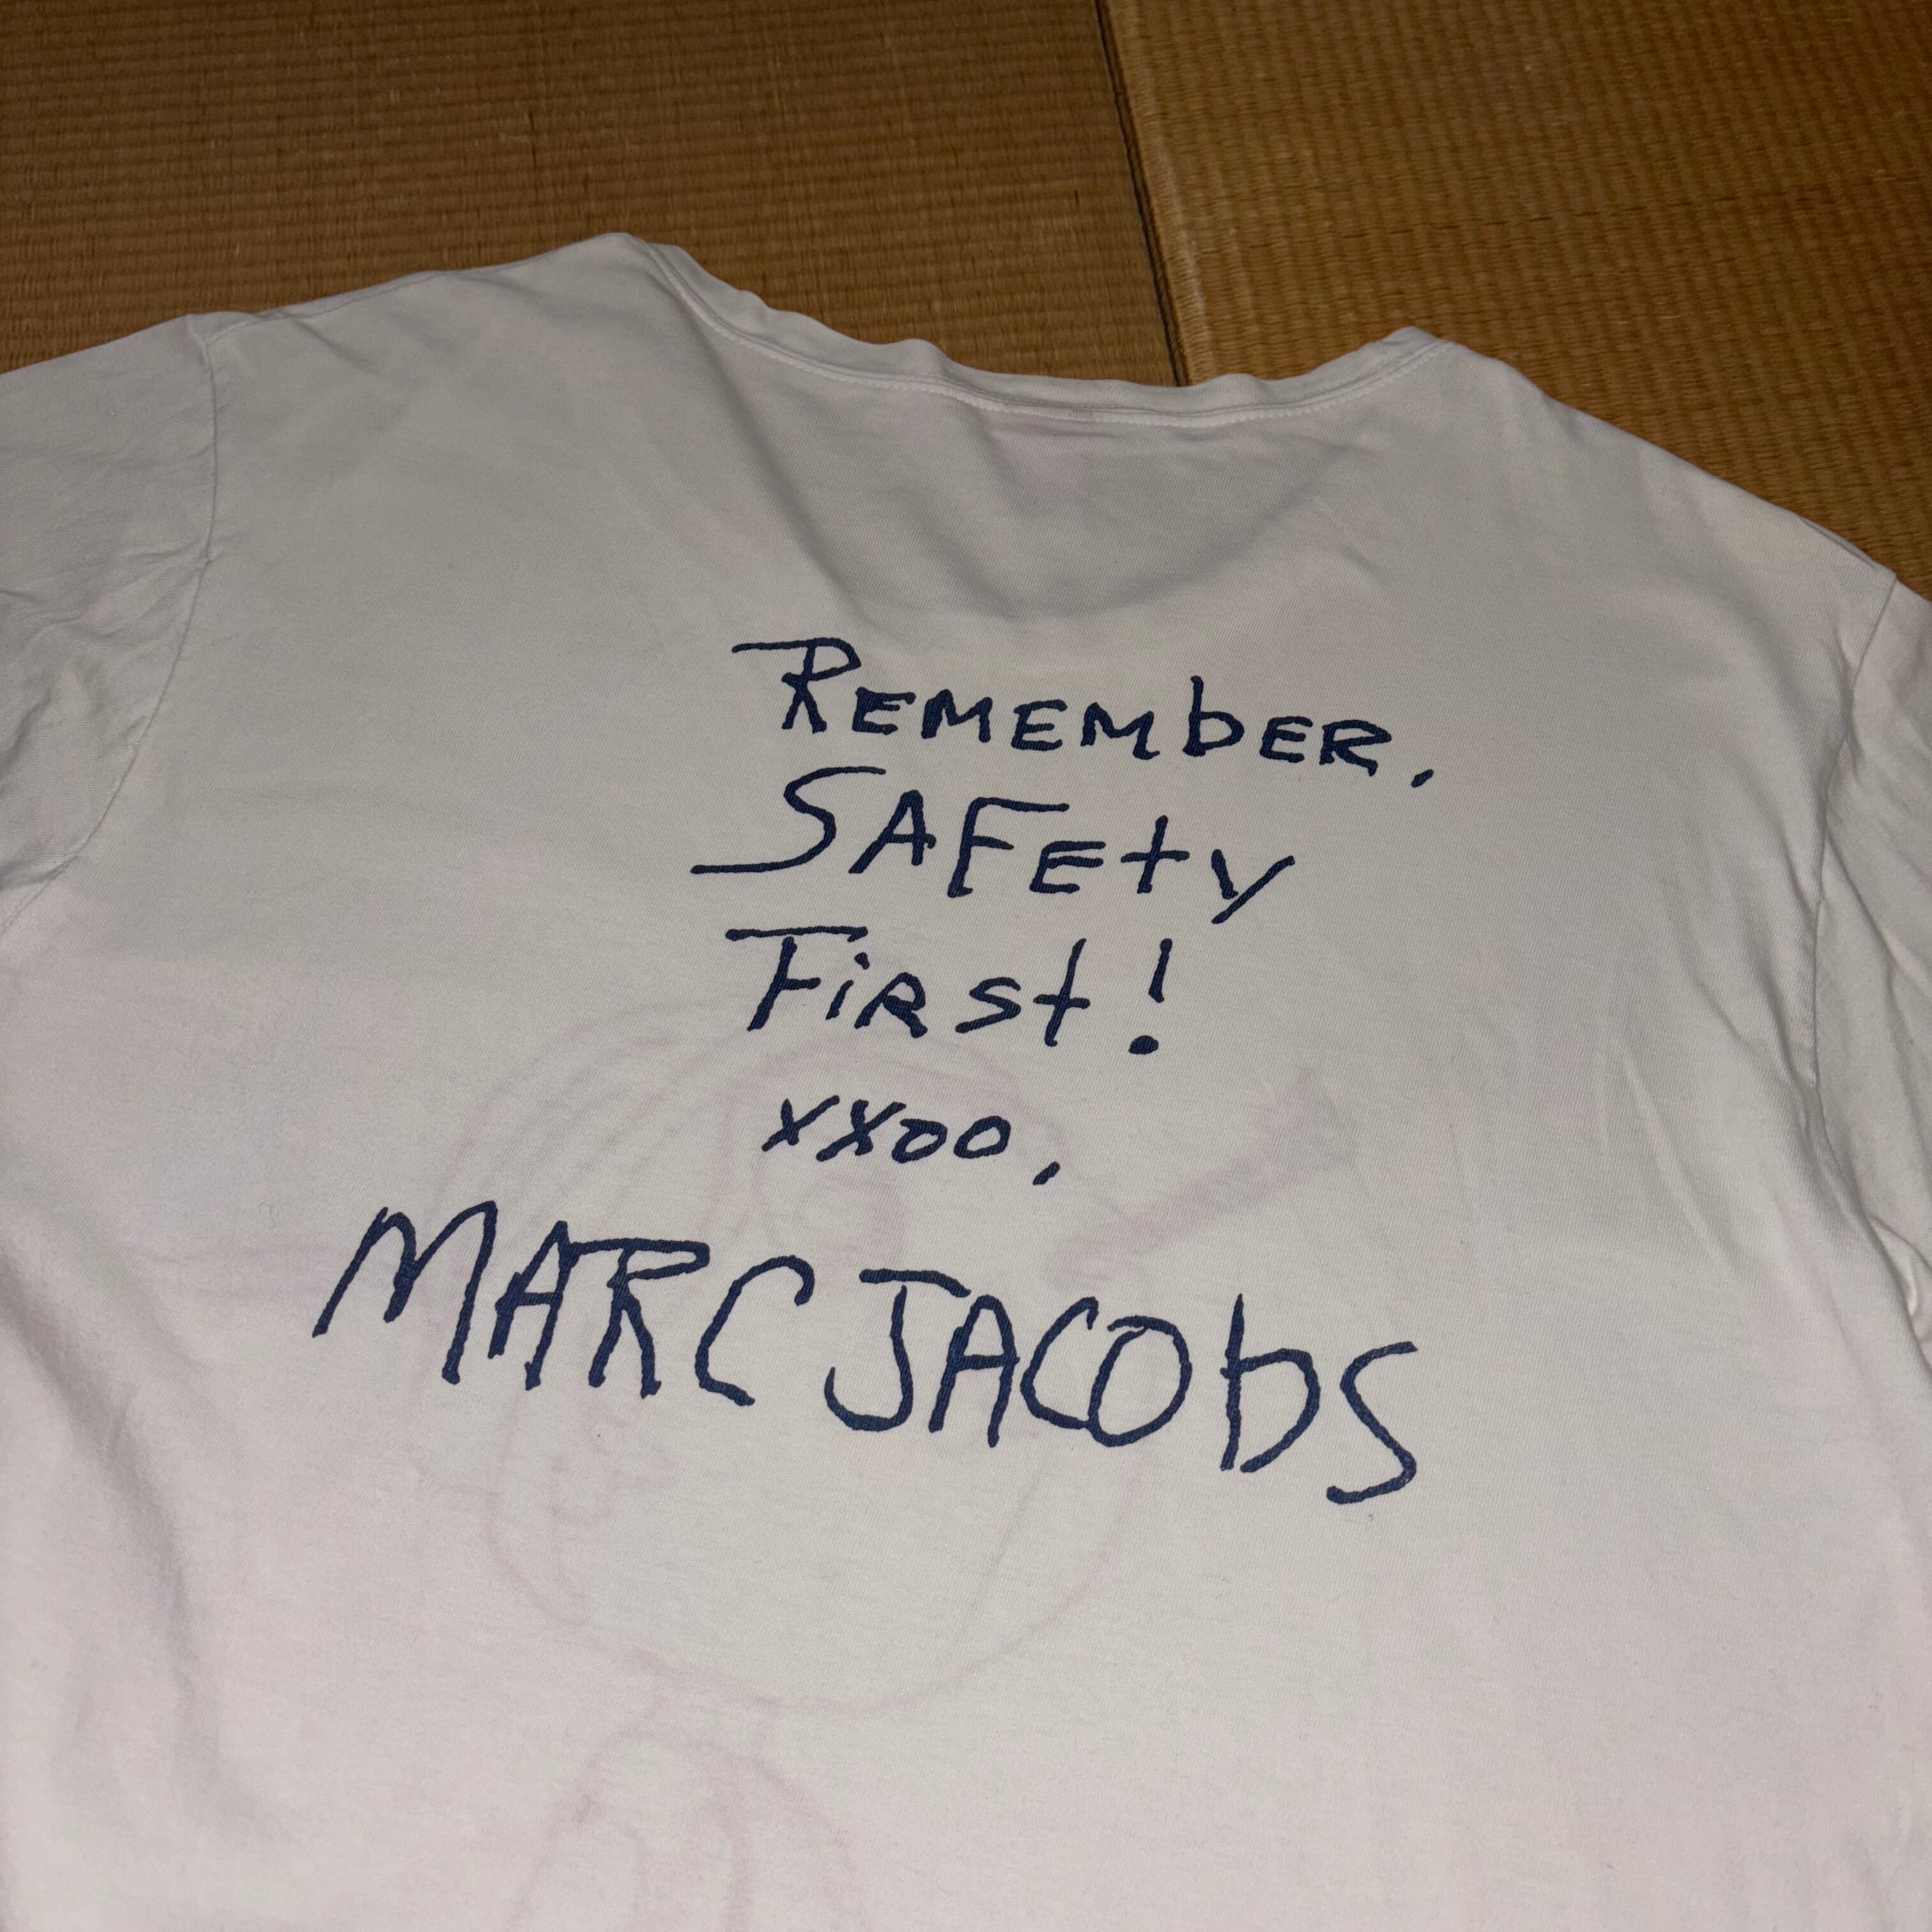 REMEMbER,
SAFEty
FiRst!
xxoo,
MARC JACObS